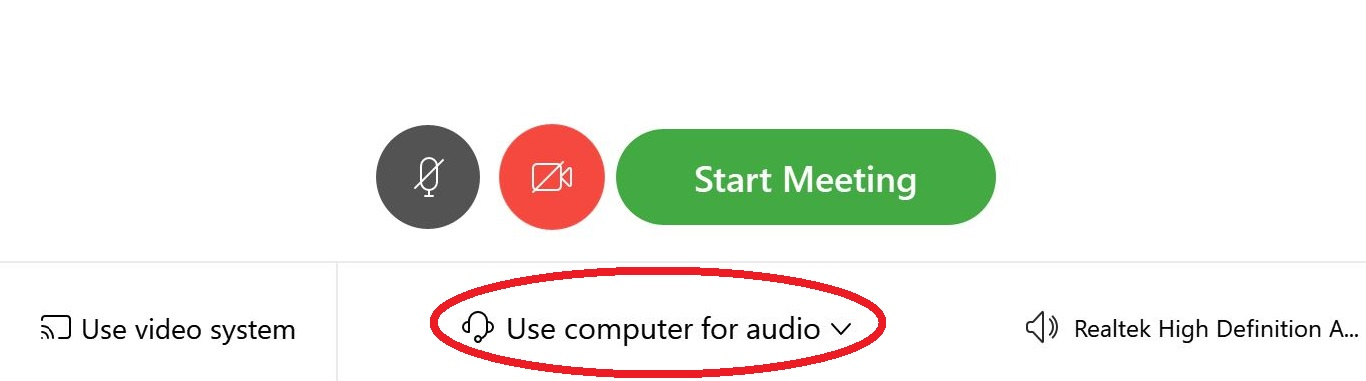 Start Meeting
Use video system
Use computer for audio
Realtek High Definition A...